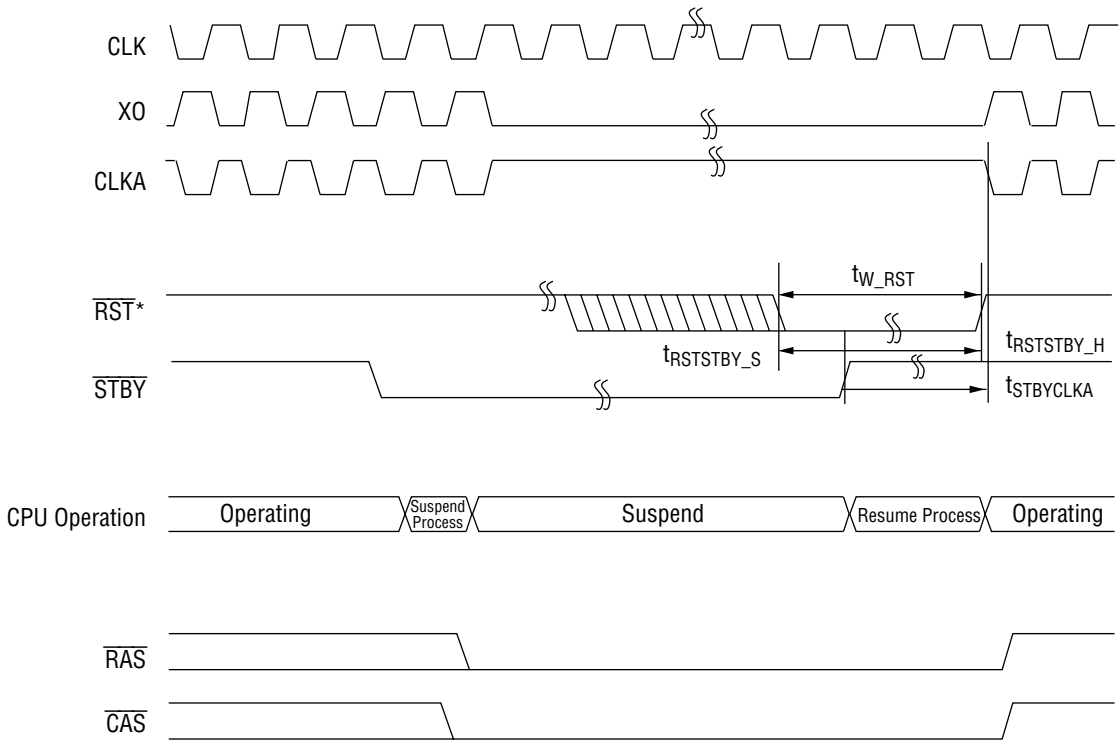 CLK
XO
CLKA
tW_RST
RST*
tRSTSTBY_S
tRSTSTBY_H
STBY
tSTBYCLKA
CPU Operation
Operating
Suspend
Process
Suspend
Resume Process
Operating
RAS
CAS